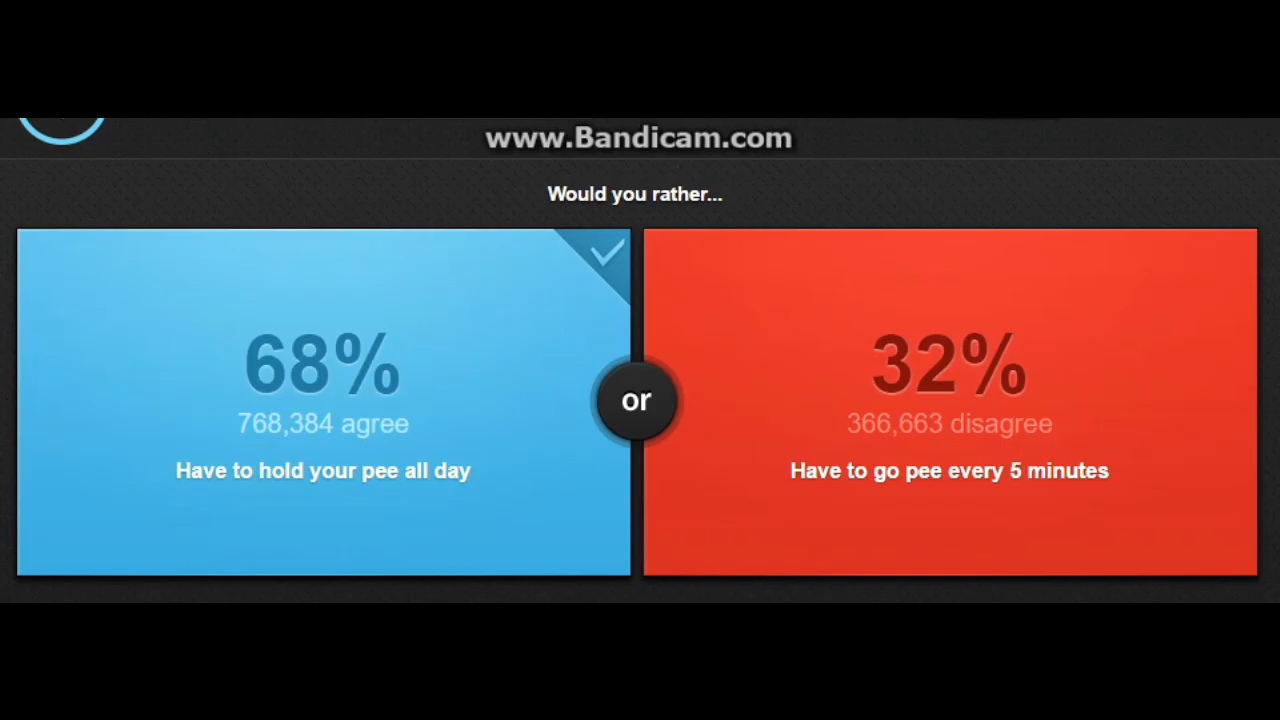 www.Bandicam.com
Would you rather...
68%
768,384 agree
Have to hold your pee all day
or
32%
366,663 disagree
Have to go pee every 5 minutes